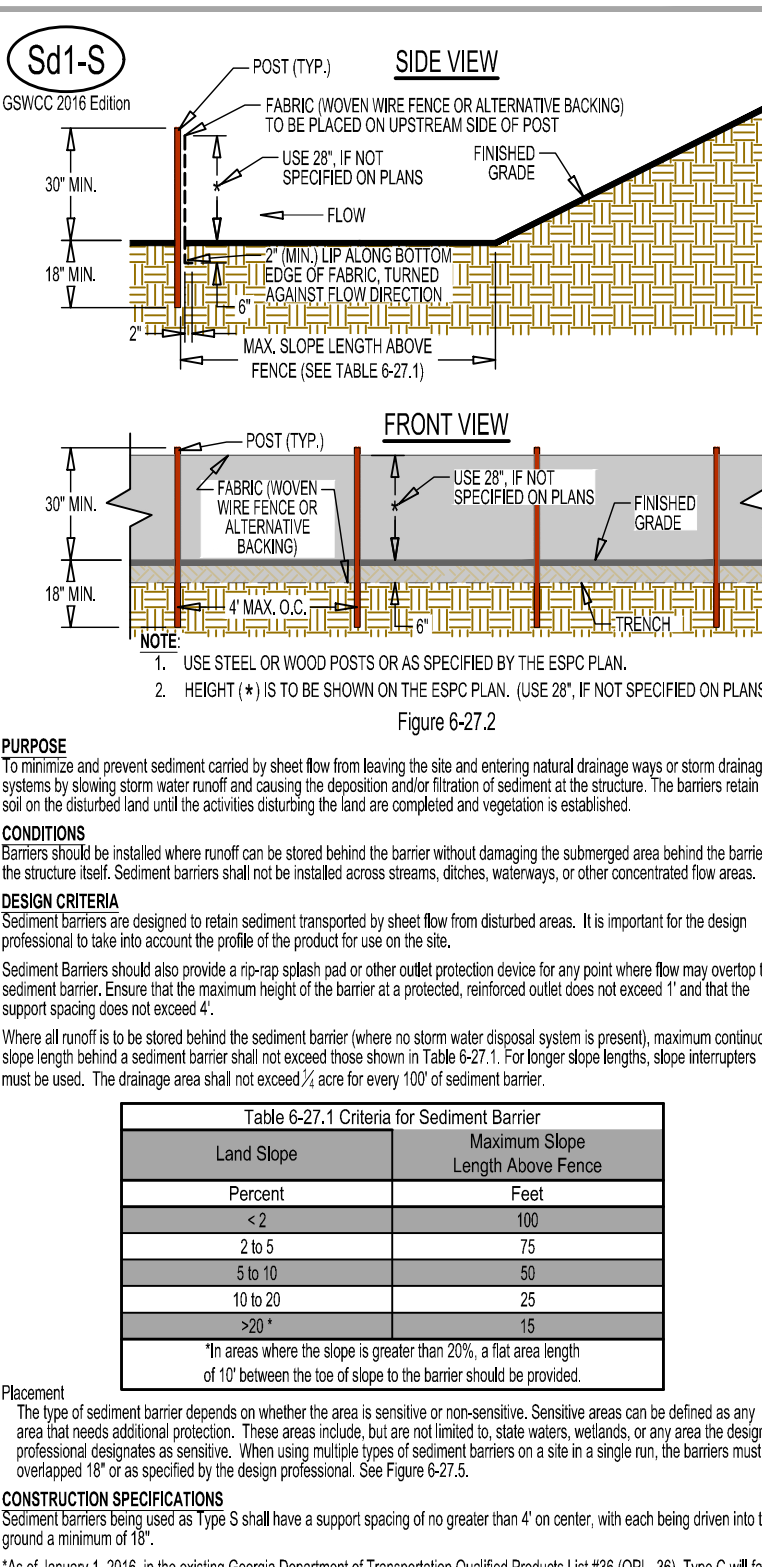 Sd1-S
GSWCC 2016 Edition
SIDE VIEW
POST (TYP.)
FABRIC (WOVEN WIRE FENCE OR ALTERNATIVE BACKING)
TO BE PLACED ON UPSTREAM SIDE OF POST
USE 28", IF NOT
SPECIFIED ON PLANS
FINISHED
GRADE
30" MIN.
*
FLOW
18" MIN.
2" (MIN.) LIP ALONG BOTTOM
EDGE OF FABRIC, TURNED
AGAINST FLOW DIRECTION
6"
2"
MAX. SLOPE LENGTH ABOVE
FENCE (SEE TABLE 6-27.1)
FRONT VIEW
POST (TYP.)
30" MIN.
FABRIC (WOVEN
WIRE FENCE OR
ALTERNATIVE
BACKING)
*
USE 28", IF NOT
SPECIFIED ON PLANS
FINISHED
GRADE
18" MIN.
4' MAX. O.C.
6"
TRENCH
NOTE:
1. USE STEEL OR WOOD POSTS OR AS SPECIFIED BY THE ESPC PLAN.
2. HEIGHT (*) IS TO BE SHOWN ON THE ESPC PLAN. (USE 28", IF NOT SPECIFIED ON PLANS
Figure 6-27.2
PURPOSE
To minimize and prevent sediment carried by sheet flow from leaving the site and entering natural drainage ways or storm drainag
systems by slowing storm water runoff and causing the deposition and/or filtration of sediment at the structure. The barriers retain
soil on the disturbed land until the activities disturbing the land are completed and vegetation is established.
CONDITIONS
Barriers should be installed where runoff can be stored behind the barrier without damaging the submerged area behind the barrie
the structure itself. Sediment barriers shall not be installed across streams, ditches, waterways, or other concentrated flow areas.
DESIGN CRITERIA
Sediment barriers are designed to retain sediment transported by sheet flow from disturbed areas. It is important for the design
professional to take into account the profile of the product for use on the site.
Sediment Barriers should also provide a rip-rap splash pad or other outlet protection device for any point where flow may overtop t
sediment barrier. Ensure that the maximum height of the barrier at a protected, reinforced outlet does not exceed 1' and that the
support spacing does not exceed 4'.
Where all runoff is to be stored behind the sediment barrier (where no storm water disposal system is present), maximum continuo
slope length behind a sediment barrier shall not exceed those shown in Table 6-27.1. For longer slope lengths, slope interrupters
must be used. The drainage area shall not exceed 1/4 acre for every 100' of sediment barrier.
Table 6-27.1 Criteria for Sediment Barrier
Land Slope
Maximum Slope
Length Above Fence
Percent Feet
< 2 100
2 to 5 75
5 to 10 50
10 to 20 25
>20 * 15
*In areas where the slope is greater than 20%, a flat area length
of 10' between the toe of slope to the barrier should be provided.
Placement
The type of sediment barrier depends on whether the area is sensitive or non-sensitive. Sensitive areas can be defined as any
area that needs additional protection. These areas include, but are not limited to, state waters, wetlands, or any area the design
professional designates as sensitive. When using multiple types of sediment barriers on a site in a single run, the barriers must
overlapped 18" or as specified by the design professional. See Figure 6-27.5.
CONSTRUCTION SPECIFICATIONS
Sediment barriers being used as Type S shall have a support spacing of no greater than 4' on center, with each being driven into t
ground a minimum of 18".
*As of January 1, 2016, in the existing Georgia Department of Transportation Qualified Products List #36 (QPL- 36), Type C will fa